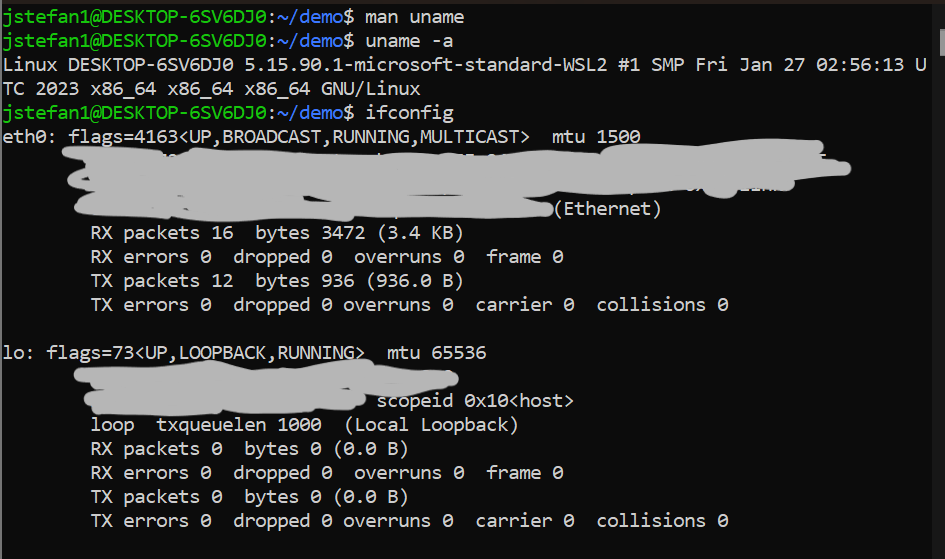 jstefan1@DESKTOP-6SV6DJ0:~/demo$ man uname
jstefan1@DESKTOP-6SV6DJ0:~/demo$ uname -a
Linux DESKTOP-6SV6DJ0 5.15.90.1-microsoft-standard-WSL2 #1 SMP Fri Jan 27 02:56:13 U
TC 2023 x86_64 x86_64 x86_64 GNU/Linux
jstefan1@DESKTOP-6SV6DJ0:~/demo$ ifconfig
eth0: flags=4163<UP,BROADCAST,RUNNING,MULTICAST>  mtu 1500
(Ethernet)
RX packets 16  bytes 3472 (3.4 KB)
RX errors 0  dropped 0  overruns 0  frame 0
TX packets 12  bytes 936 (936.0 B)
TX errors 0  dropped 0 overruns 0  carrier 0  collisions 0
lo: flags=73<UP,LOOPBACK,RUNNING>  mtu 65536
scopeid 0x10<host>
loop  txqueuelen 1000  (Local Loopback)
RX packets 0  bytes 0 (0.0 B)
RX errors 0  dropped 0  overruns 0  frame 0
TX packets 0  bytes 0 (0.0 B)
TX errors 0  dropped 0 overruns 0  carrier 0  collisions 0